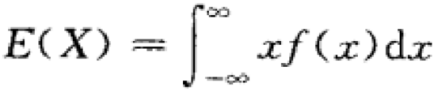 E(X) = ∫_{-∞}^{∞} xf(x)dx